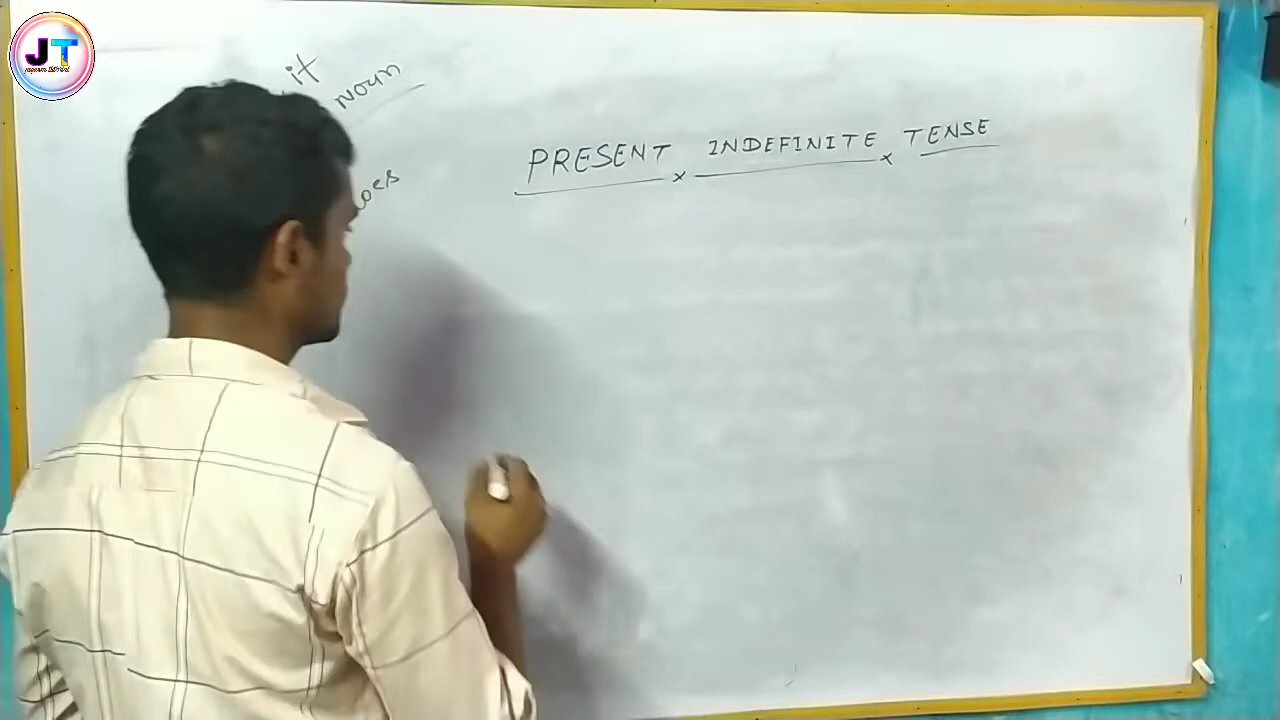 JT
it
noun
PRESENT × INDEFINITE × TENSE